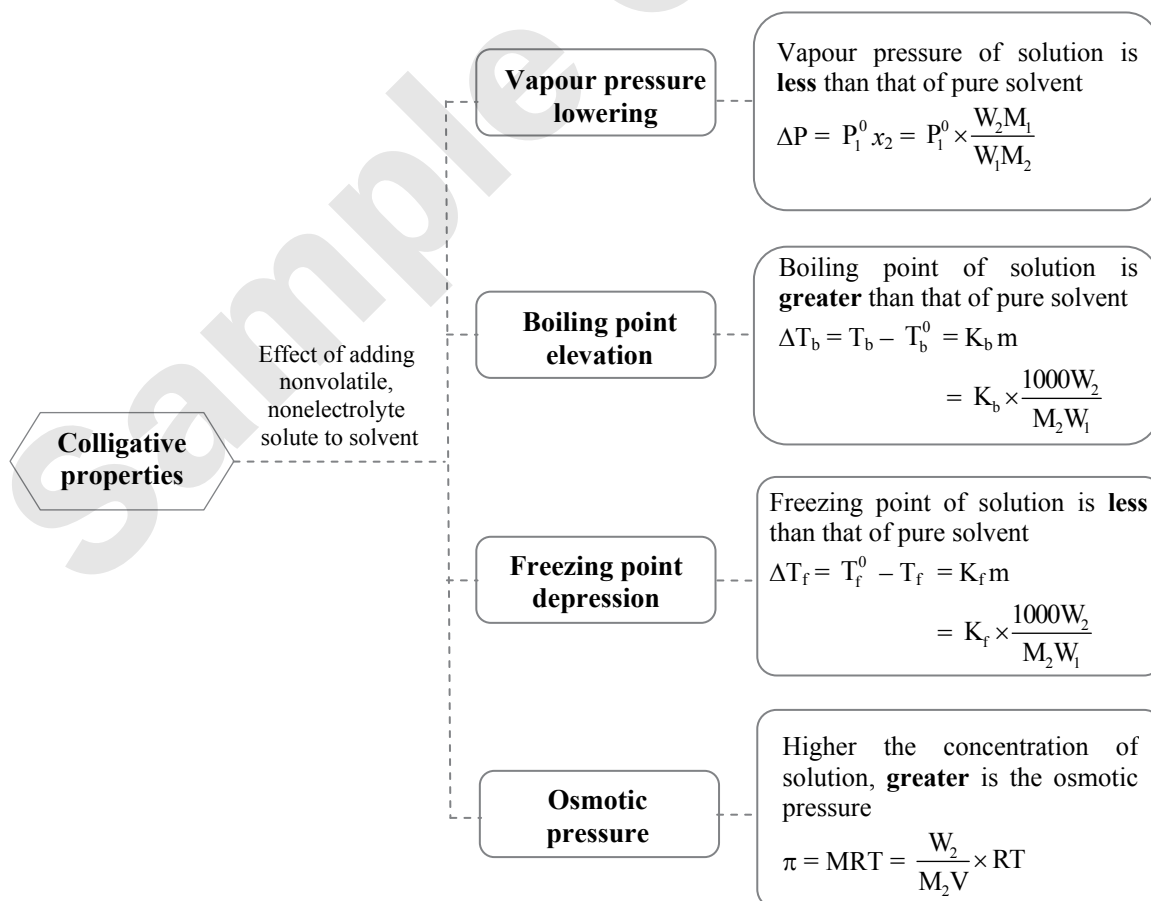 Sample
Colligative
properties
Effect of adding
nonvolatile,
nonelectrolyte
solute to solvent
Vapour pressure
lowering
Vapour pressure of solution is
less than that of pure solvent
ΔP = P₁⁰ x₂ = P₁⁰ × W₂M₁ / W₁M₂
Boiling point
elevation
Boiling point of solution is
greater than that of pure solvent
ΔT_b = T_b – T_b⁰ = K_b m
= K_b × 1000W₂ / M₂W₁
Freezing point
depression
Freezing point of solution is less
than that of pure solvent
ΔT_f = T_f⁰ – T_f = K_f m
= K_f × 1000W₂ / M₂W₁
Osmotic
pressure
Higher the concentration of
solution, greater is the osmotic
pressure
π = MRT = W₂ / M₂V × RT